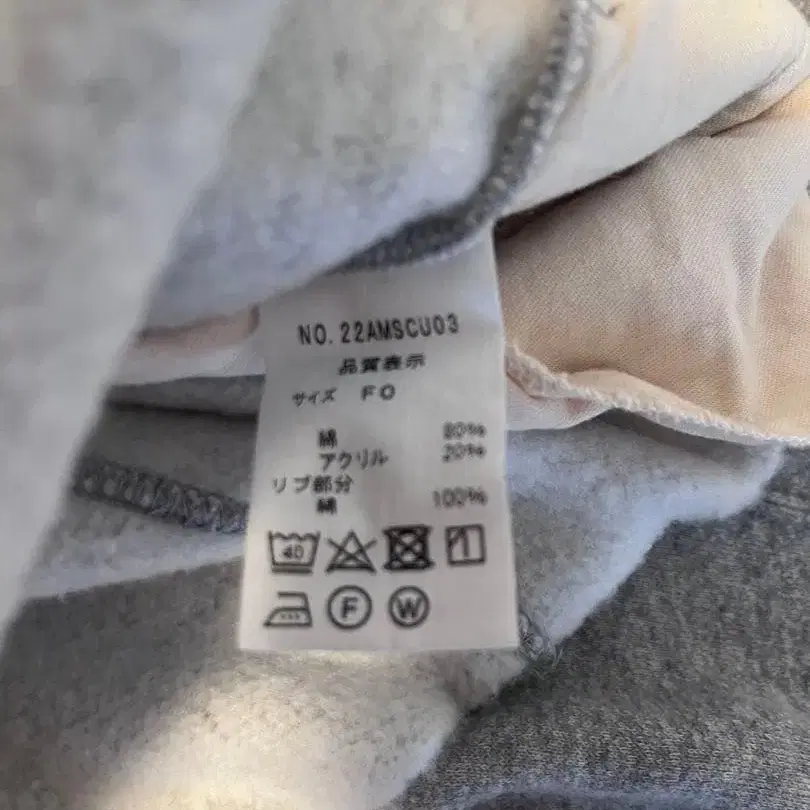 NO. 22AMSCU03
品質表示
サイズ FO
綿 80%
アクリル 20%
リブ部分
綿 100%
40
F W